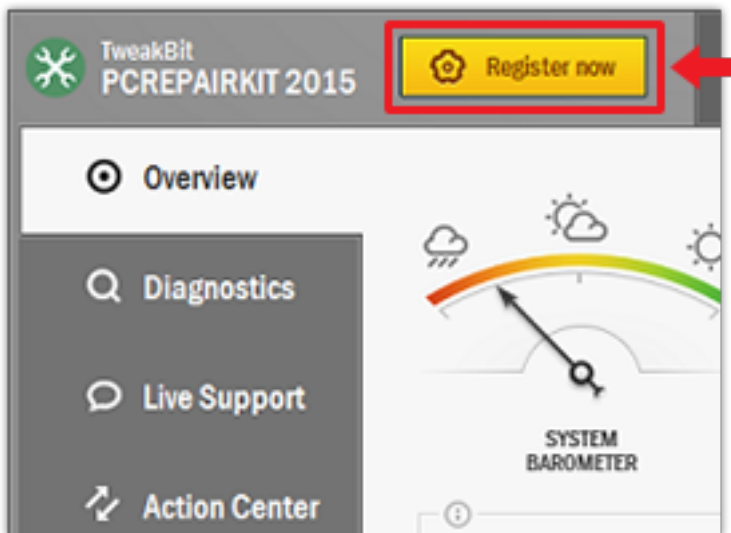 TweakBit
PCREPAIRKIT 2015
Register now
Overview
Diagnostics
Live Support
Action Center
SYSTEM
BAROMETER